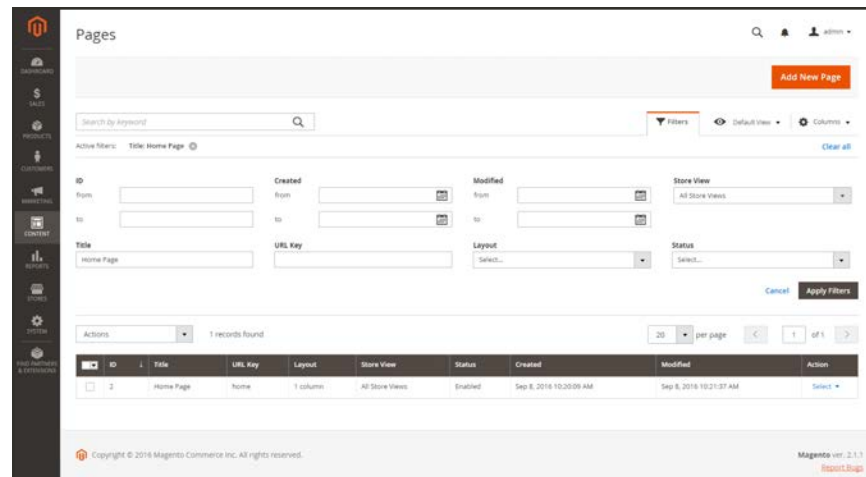 Pages
admin
DASHBOARD
SALES
PRODUCTS
CUSTOMERS
MARKETING
CONTENT
REPORTS
STORES
SYSTEM
FIND PARTNERS
& EXTENSIONS
Add New Page
Search by keyword
Filters
Default View
Columns
Active filters: Title: Home Page
Clear all
ID Created Modified Store View
from from from All Store Views
to to to
Title URL Key Layout Status
Home Page Select... Select...
Cancel Apply Filters
Actions 1 records found 20 per page 1 of 1
ID ↓ Title URL Key Layout Store View Status Created Modified Action
2 Home Page home 1 column All Store Views Enabled Sep 8, 2016 10:20:09 AM Sep 8, 2016 10:21:37 AM Select
Copyright © 2016 Magento Commerce Inc. All rights reserved.
Magento ver. 2.1.1
Report Bugs